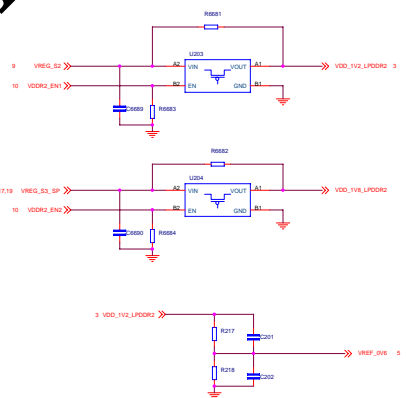 R6681
U203
9 VREG_S2 A2 VIN VOUT A1 VDD_1V2_LPDDR2 3
10 VDDR2_EN1 B2 EN GND B1
C6689 R6683
R6682
U204
17,19 VREG_S3_SP A2 VIN VOUT A1 VDD_1V8_LPDDR2
10 VDDR2_EN2 B2 EN GND B1
C6690 R6684
3 VDD_1V2_LPDDR2
R217 C201
VREF_0V6 5
R218 C202